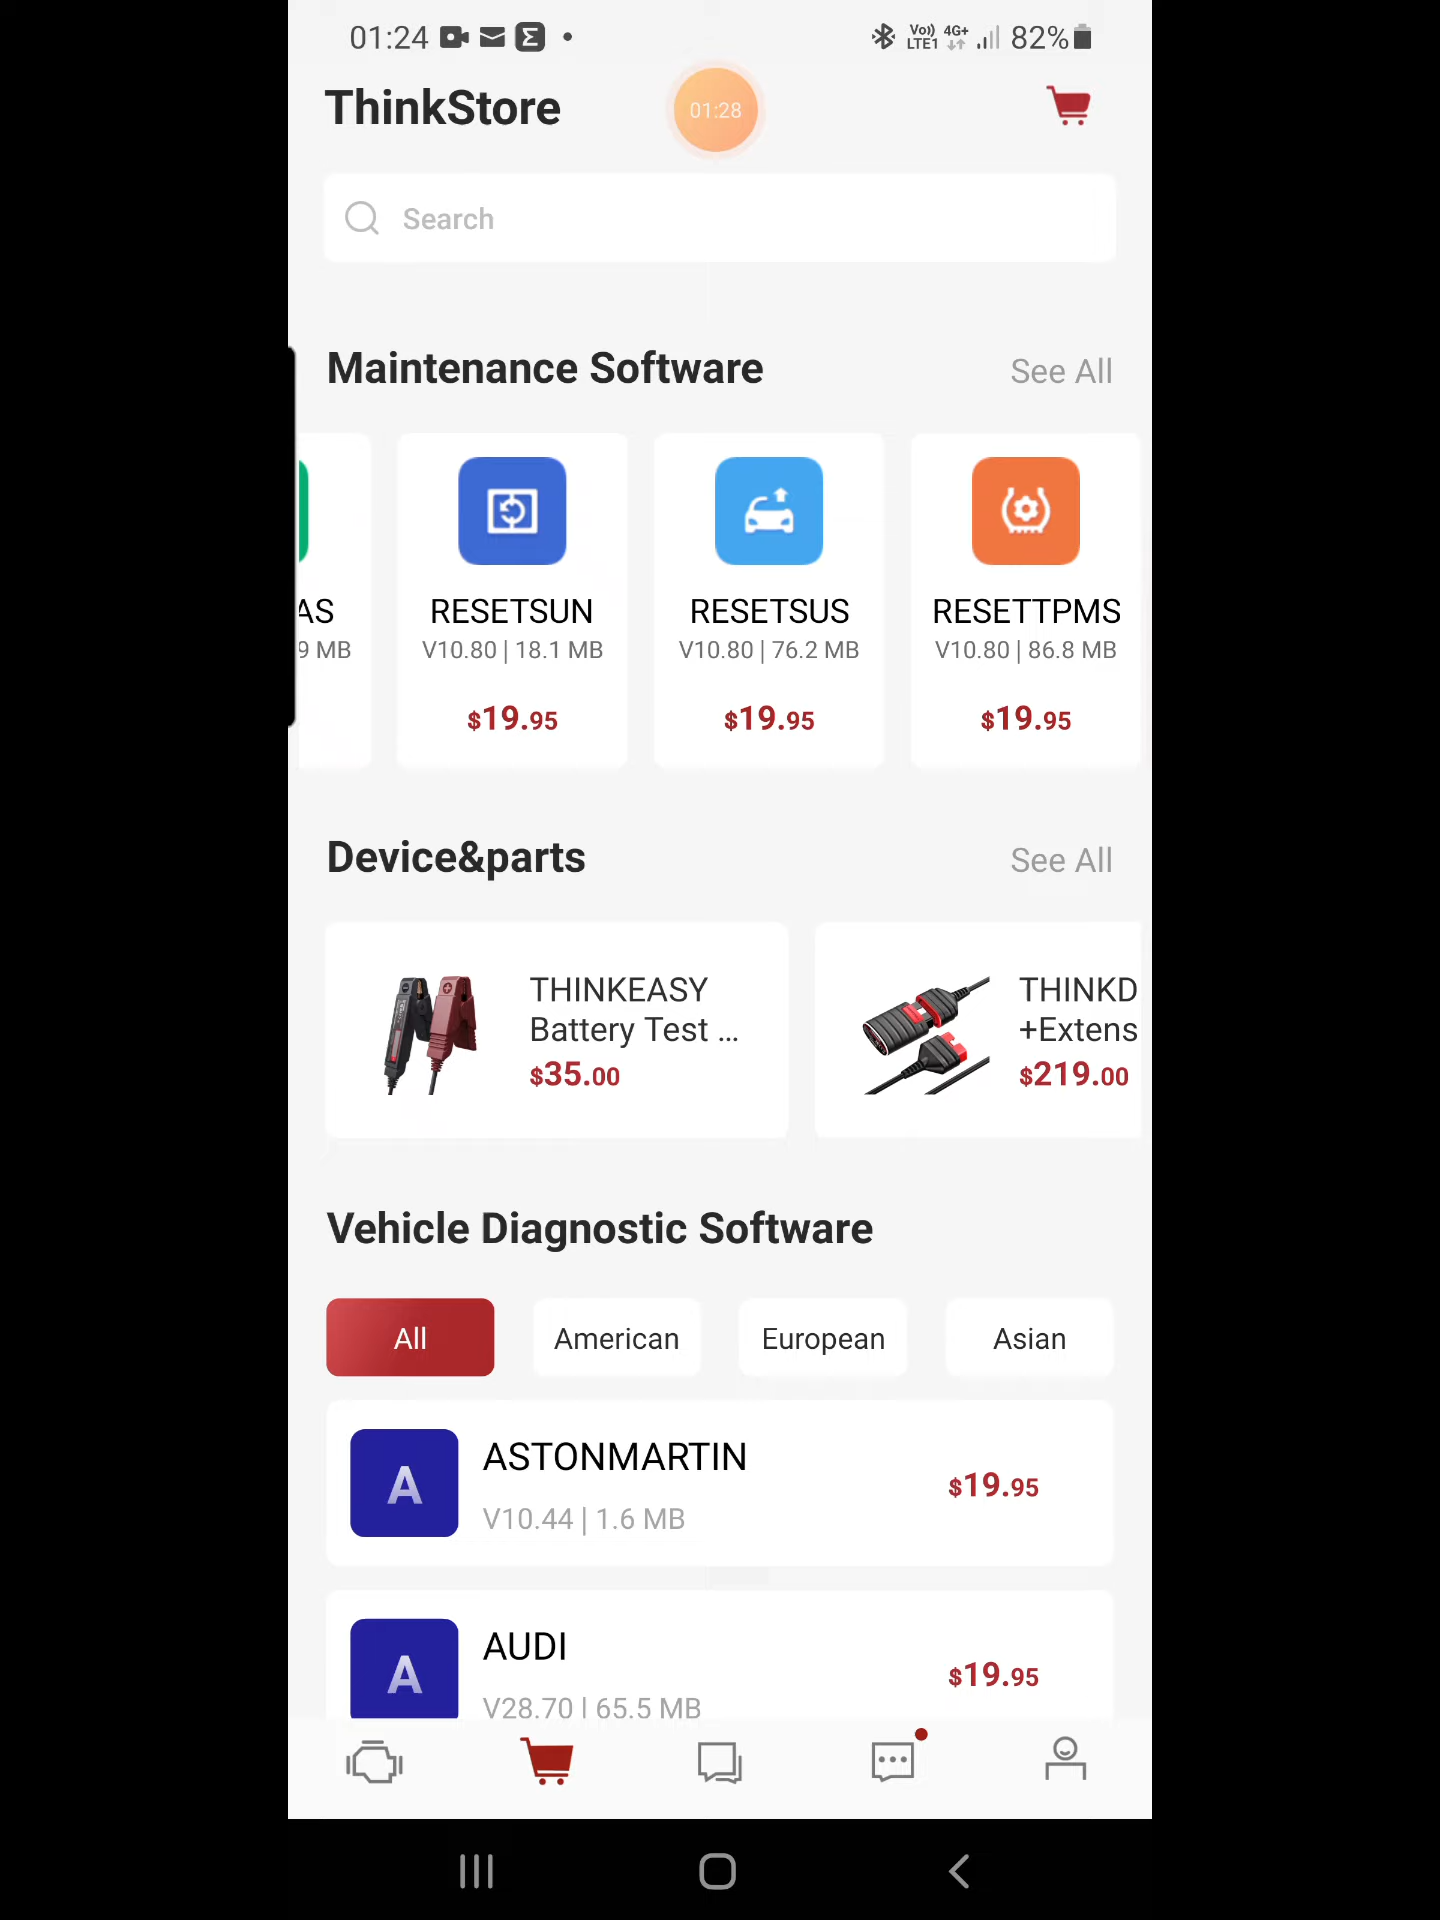 01:24
Vo))
LTE1
4G+
82%
ThinkStore
01:28
Search
Maintenance Software
See All
AS
RESETSUN
RESETSUS
RESETTPMS
9 MB
V10.80 | 18.1 MB
V10.80 | 76.2 MB
V10.80 | 86.8 MB
$19.95
$19.95
$19.95
Device&parts
See All
THINKEASY
Battery Test ...
$35.00
THINKD
+Extens
$219.00
Vehicle Diagnostic Software
All
American
European
Asian
A
ASTONMARTIN
V10.44 | 1.6 MB
$19.95
A
AUDI
V28.70 | 65.5 MB
$19.95